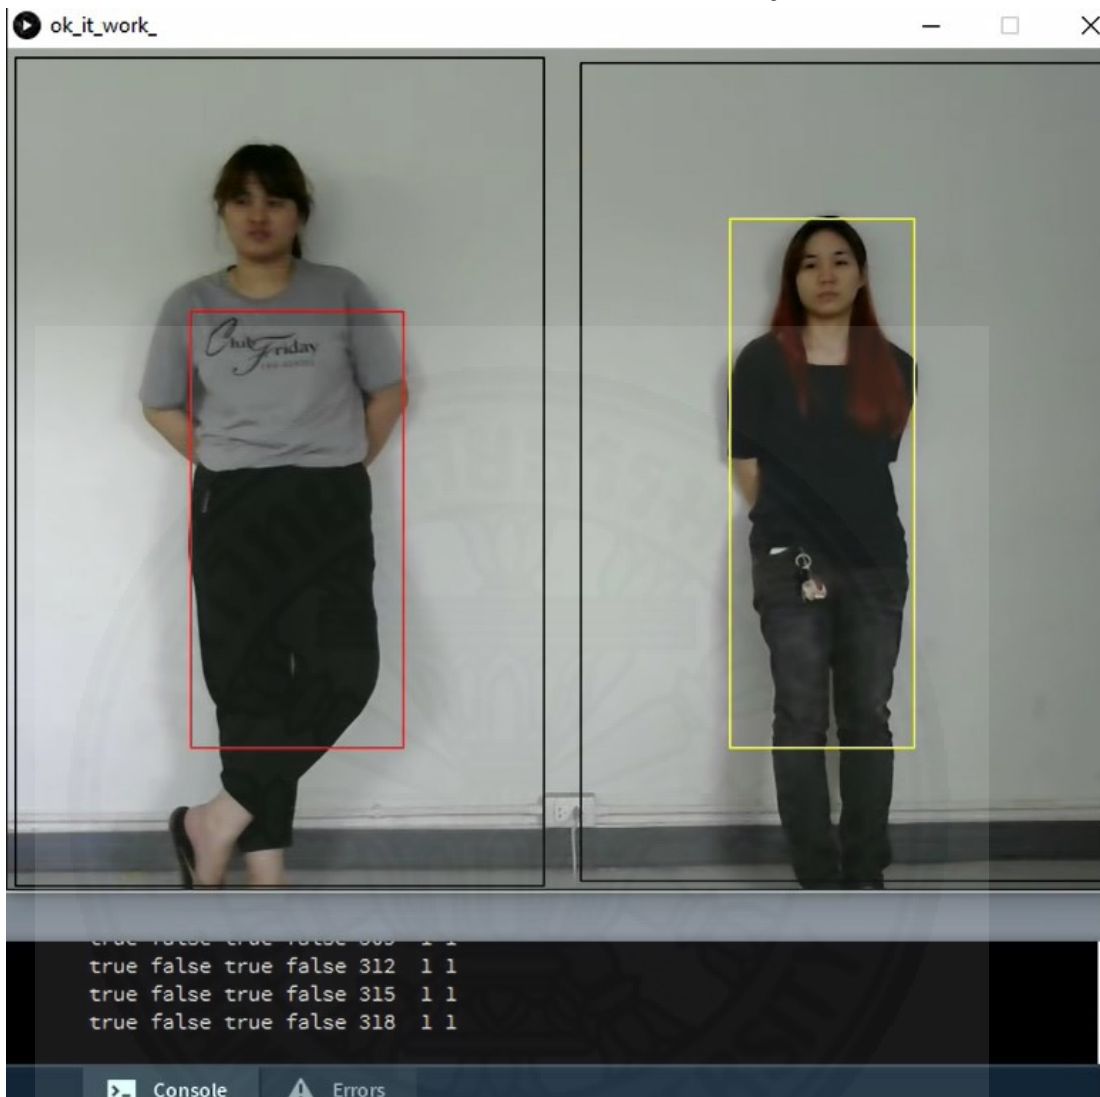 ok_it_work_
Club
Friday
true false true false 312 1 1
true false true false 315 1 1
true false true false 318 1 1
Console
Errors